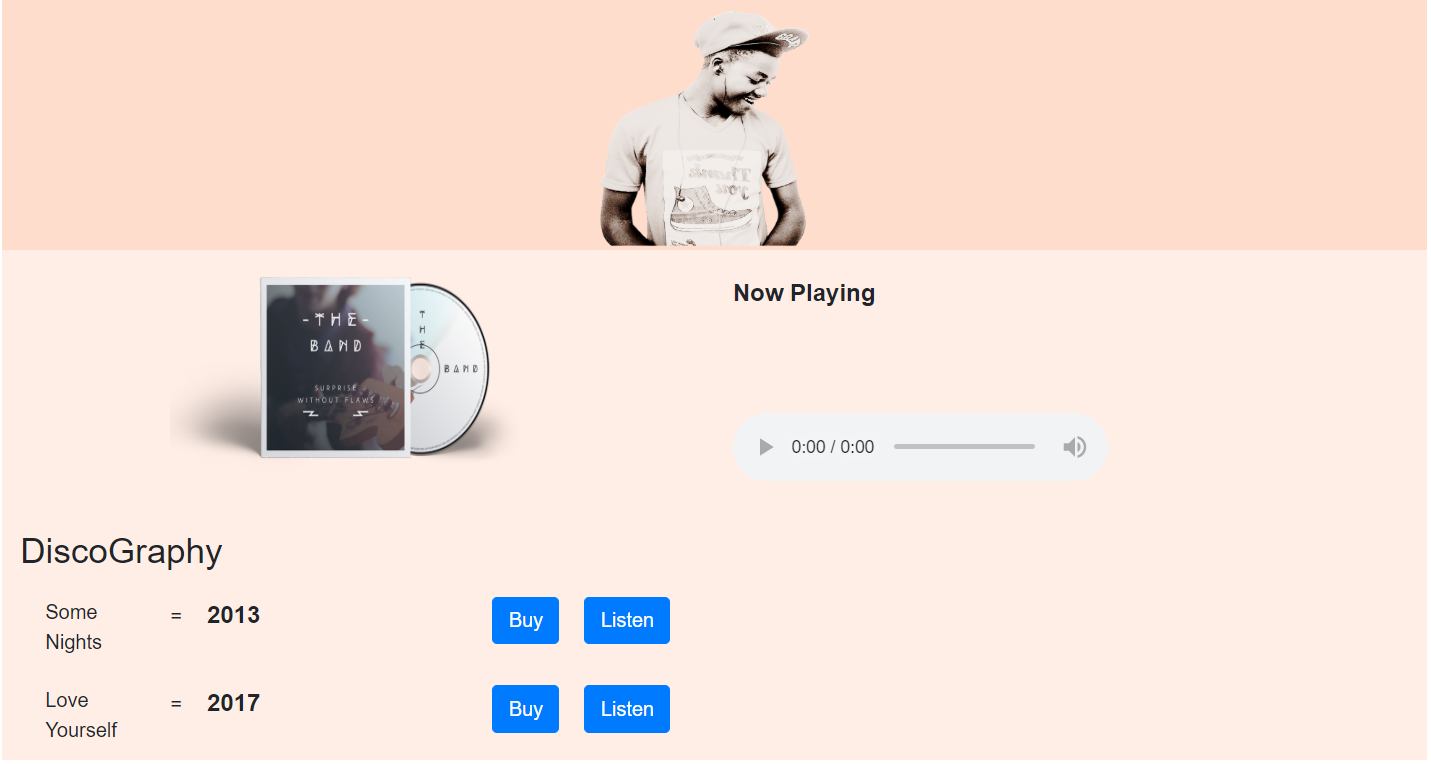 -THE-
BAND
SURPRISE
WITHOUT FLAWS
THE
BAND
Now Playing
0:00 / 0:00
DiscoGraphy
Some
Nights
= 2013
Buy
Listen
Love
Yourself
= 2017
Buy
Listen